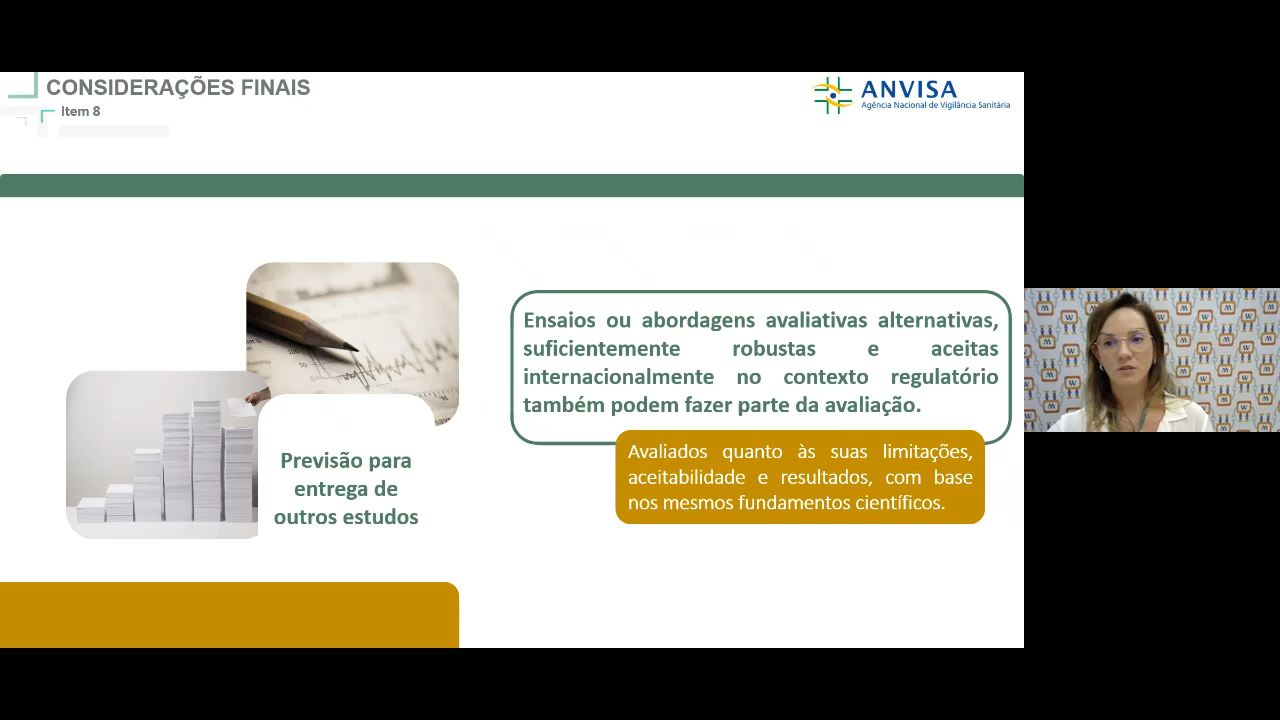 CONSIDERAÇÕES FINAIS
Item 8
ANVISA
Agência Nacional de Vigilância Sanitária
Previsão para
entrega de
outros estudos
Ensaios ou abordagens avaliativas alternativas,
suficientemente robustas e aceitas
internacionalmente no contexto regulatório
também podem fazer parte da avaliação.
Avaliados quanto às suas limitações,
aceitabilidade e resultados, com base
nos mesmos fundamentos científicos.